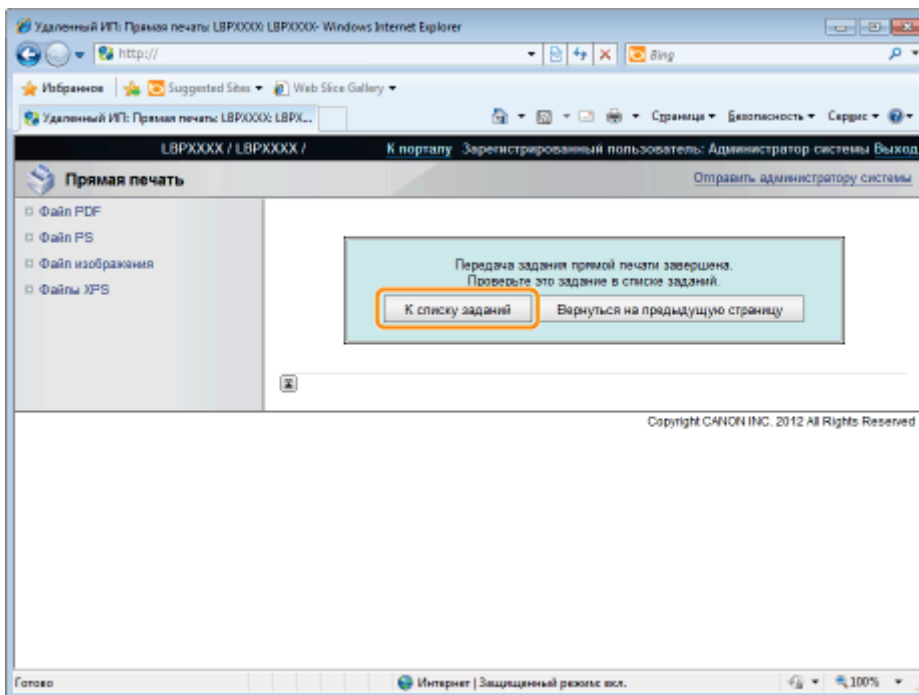 Удаленный ИП: Прямая печать: LBPXXXX: LBPXXX- Windows Internet Explorer
http://
Bing
Избранное Suggested Sites Web Slice Gallery
Удаленный ИП: Прямая печать: LBPXXXX: LBPX... Страница Безопасность Сервис
LBPXXXX / LBPXXXX / К порталу Зарегистрированный пользователь: Администратор системы Выход
Прямая печать Отправить администратору системы
Файл PDF
Файл PS
Файл изображения
Файлы XPS
Передача задания прямой печати завершена.
Проверьте это задание в списке заданий.
К списку заданий Вернуться на предыдущую страницу
Copyright CANON INC. 2012 All Rights Reserved
Готово Интернет | Защищенный режим: вкл. 100%